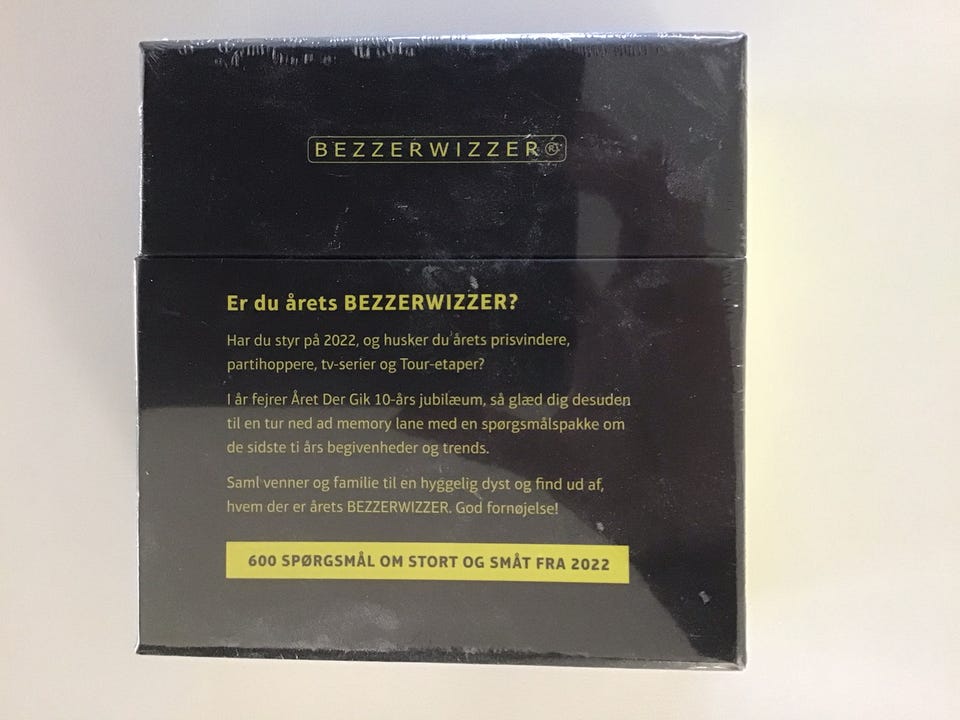 BEZZERWIZZER®
Er du årets BEZZERWIZZER?
Har du styr på 2022, og husker du årets prisvindere,
partihoppere, tv-serier og Tour-etaper?
I år fejrer Året Der Gik 10-års jubilæum, så glæd dig desuden
til en tur ned ad memory lane med en spørgsmålspakke om
de sidste ti års begivenheder og trends.
Saml venner og familie til en hyggelig dyst og find ud af,
hvem der er årets BEZZERWIZZER. God fornøjelse!
600 SPØRGSMÅL OM STORT OG SMÅT FRA 2022